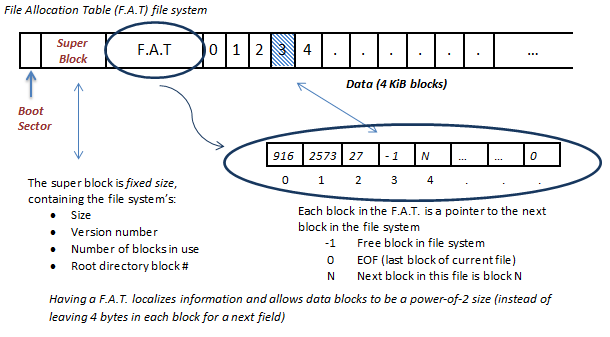 File Allocation Table (F.A.T) file system
Super
Block
F.A.T
0 1 2 3 4 . . . . . . ...
Boot
Sector
Data (4 KiB blocks)
916 2573 27 -1 N ... ... 0
0 1 2 3 4 . . .
The super block is fixed size,
containing the file system's:
• Size
• Version number
• Number of blocks in use
• Root directory block #
Each block in the F.A.T. is a pointer to the next
block in the file system
-1 Free block in file system
0 EOF (last block of current file)
N Next block in this file is block N
Having a F.A.T. localizes information and allows data blocks to be a power-of-2 size (instead of
leaving 4 bytes in each block for a next field)